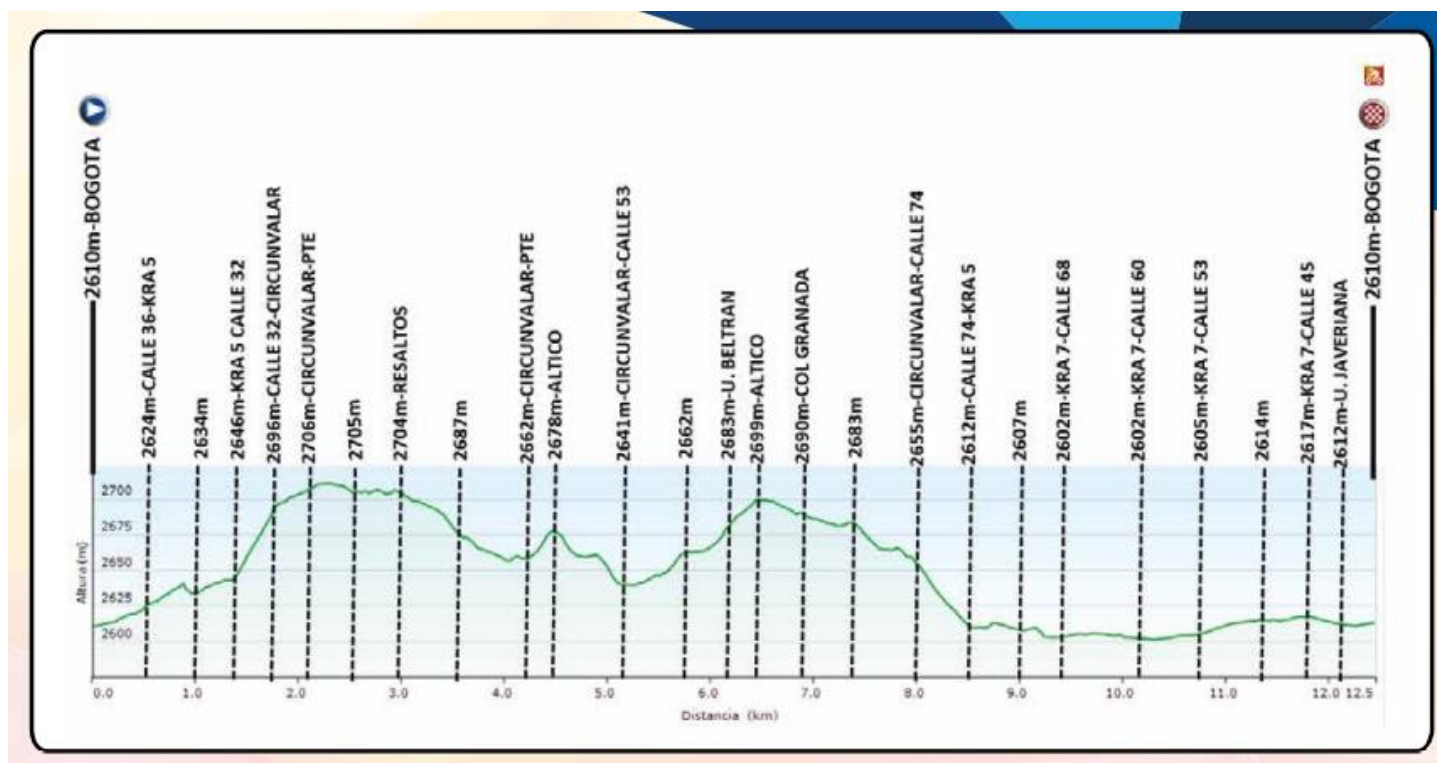 2610m-BOGOTA
2624m-CALLE 36-KRA 5
2634m
2646m-KRA 5 CALLE 32
2696m-CALLE 32-CIRCUNVALAR
2706m-CIRCUNVALAR-PTE
2705m
2704m-RESALTOS
2687m
2662m-CIRCUNVALAR-PTE
2678m-ALTICO
2641m-CIRCUNVALAR-CALLE 53
2662m
2683m-U. BELTRAN
2699m-ALTICO
2690m-COL GRANADA
2683m
2655m-CIRCUNVALAR-CALLE 74
2612m-CALLE 74-KRA 5
2607m
2602m-KRA 7-CALLE 68
2602m-KRA 7-CALLE 60
2605m-KRA 7-CALLE 53
2614m
2617m-KRA 7-CALLE 45
2612m-U. JAVERIANA
2610m-BOGOTA
Altura (m)
2700
2675
2650
2625
2600
0.0 1.0 2.0 3.0 4.0 5.0 6.0 7.0 8.0 9.0 10.0 11.0 12.0 12.5
Distancia (km)